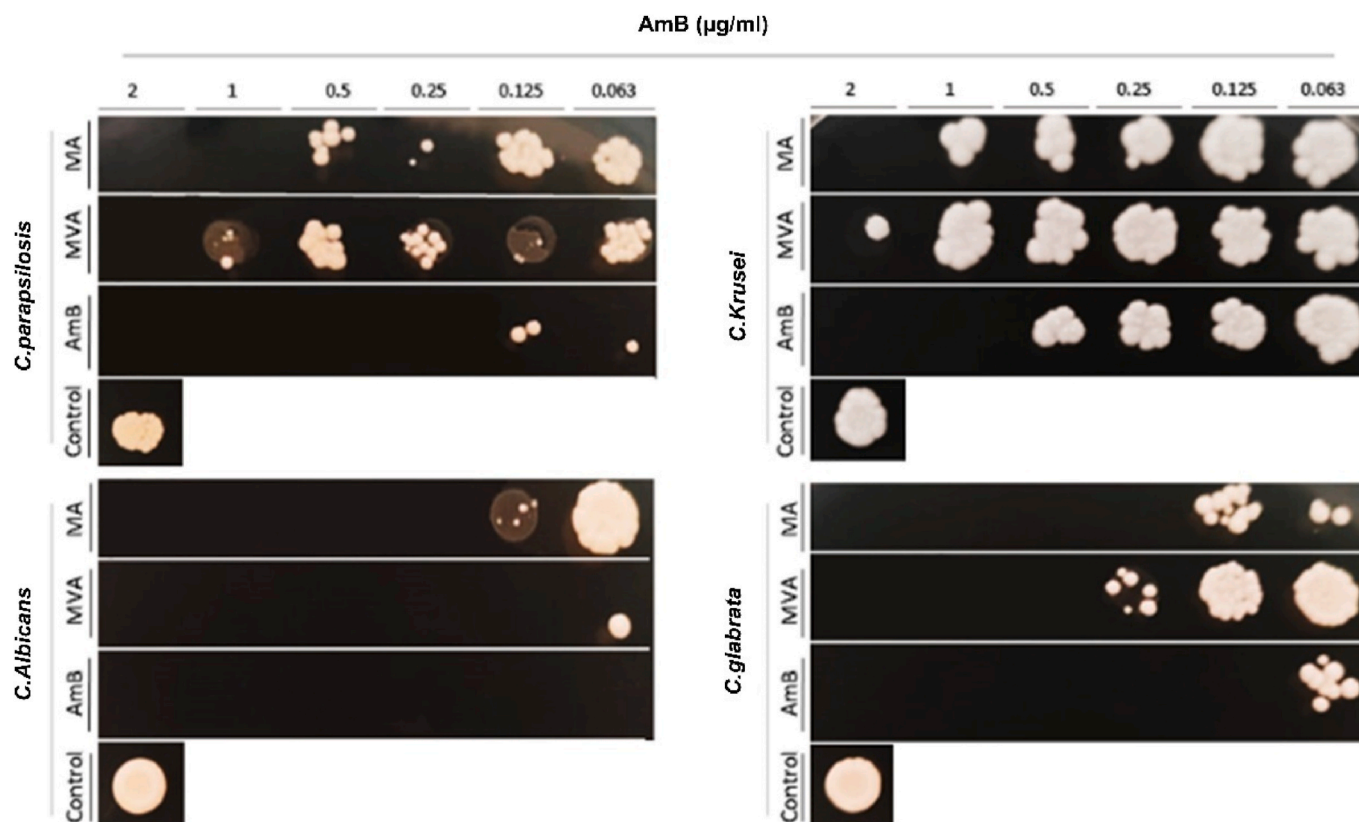 AmB (µg/ml)
2 1 0.5 0.25 0.125 0.063
2 1 0.5 0.25 0.125 0.063
C.parapsilosis
MA
MVA
AmB
Control
C.Krusei
MA
MVA
AmB
Control
C.Albicans
MA
MVA
AmB
Control
C.glabrata
MA
MVA
AmB
Control